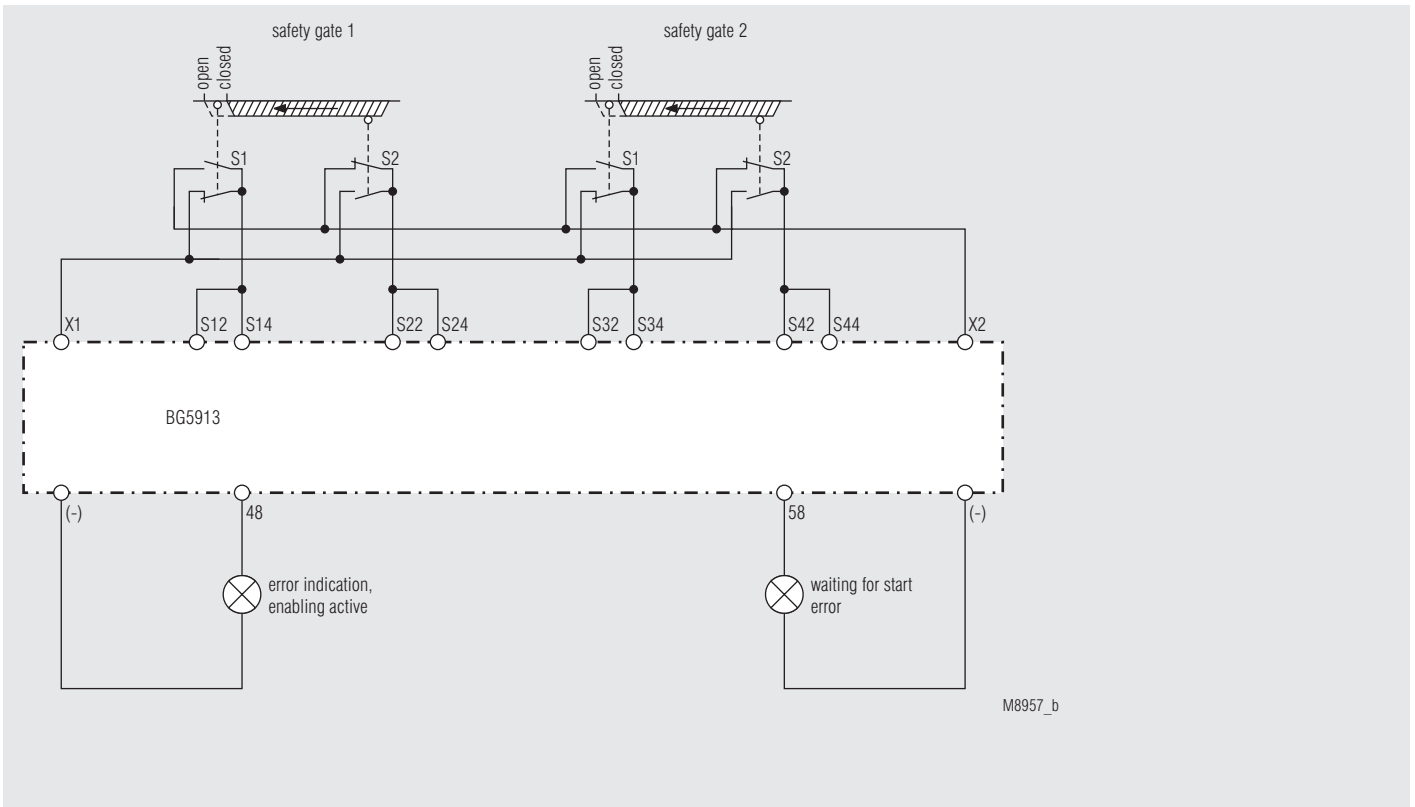 safety gate 1
safety gate 2
open
closed
open
closed
S1
S2
S1
S2
X1
S12
S14
S22
S24
S32
S34
S42
S44
X2
BG5913
(-)
48
58
(-)
error indication,
enabling active
waiting for start
error
M8957_b